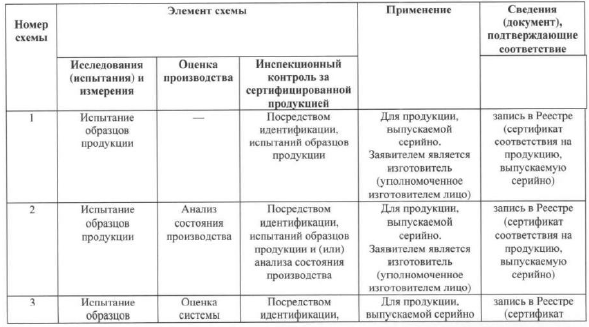 Номер
схемы
Элемент схемы
Применение
Сведения
(документ),
подтверждающие
соответствие
Исследования
(испытания) и
измерения
Оценка
производства
Инспекционный
контроль за
сертифицированной
продукцией
1
Испытание
образцов
продукции
—
Посредством
идентификации,
испытаний образцов
продукции
Для продукции,
выпускаемой
серийно.
Заявителем является
изготовитель
(уполномоченное
изготовителем лицо)
запись в Реестре
(сертификат
соответствия на
продукцию,
выпускаемую
серийно)
2
Испытание
образцов
продукции
Анализ
состояния
производства
Посредством
идентификации,
испытаний образцов
продукции и (или)
анализа состояния
производства
Для продукции,
выпускаемой
серийно.
Заявителем является
изготовитель
(уполномоченное
изготовителем лицо)
запись в Реестре
(сертификат
соответствия на
продукцию,
выпускаемую
серийно)
3
Испытание
образцов
Оценка
системы
Посредством
идентификации,
Для продукции,
выпускаемой серийно
запись в Реестре
(сертификат